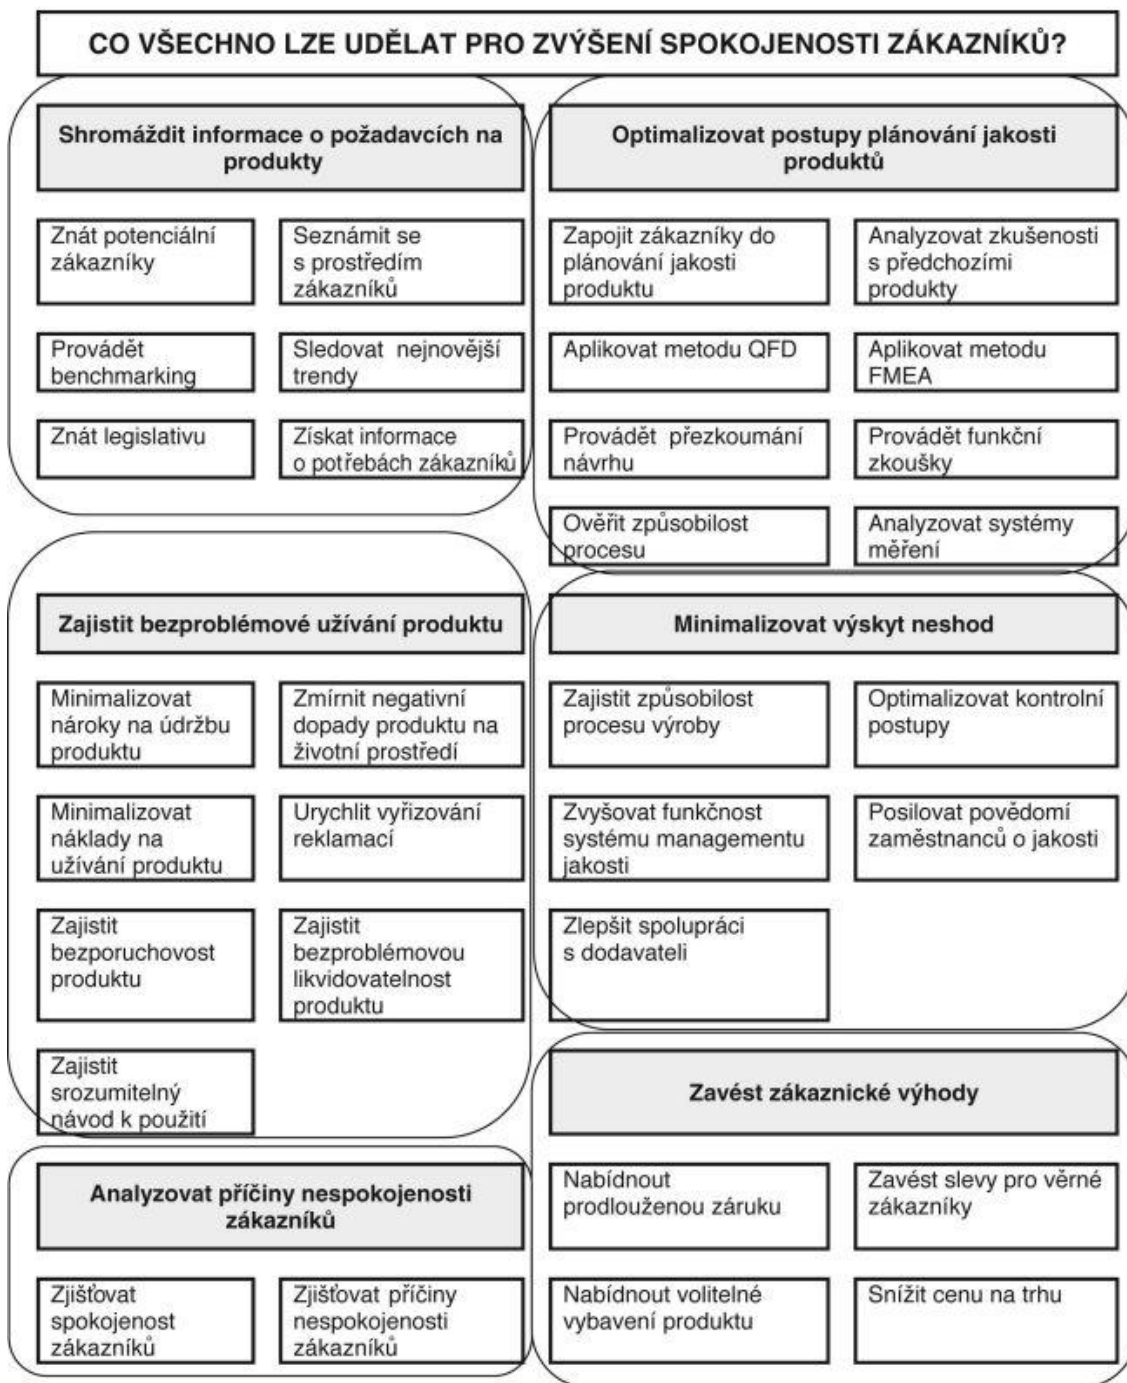 CO VŠECHNO LZE UDĚLAT PRO ZVÝŠENÍ SPOKOJENOSTI ZÁKAZNÍKŮ?
Shromáždit informace o požadavcích na
produkty
Znát potenciální
zákazníky
Seznámit se
s prostředím
zákazníků
Provádět
benchmarking
Sledovat nejnovější
trendy
Znát legislativu
Získat informace
o potřebách zákazníků
Optimalizovat postupy plánování jakosti
produktů
Zapojit zákazníky do
plánování jakosti
produktu
Analyzovat zkušenosti
s předchozími
produkty
Aplikovat metodu QFD
Aplikovat metodu
FMEA
Provádět přezkoumání
návrhu
Provádět funkční
zkoušky
Ověřit způsobilost
procesu
Analyzovat systémy
měření
Zajistit bezproblémové užívání produktu
Minimalizovat
nároky na údržbu
produktu
Zmírnit negativní
dopady produktu na
životní prostředí
Minimalizovat
náklady na
užívání produktu
Urychlit vyřizování
reklamací
Zajistit
bezporuchovost
produktu
Zajistit
bezproblémovou
likvidovatelnost
produktu
Zajistit
srozumitelný
návod k použití
Minimalizovat výskyt neshod
Zajistit způsobilost
procesu výroby
Optimalizovat kontrolní
postupy
Zvyšovat funkčnost
systému managementu
jakosti
Posilovat povědomí
zaměstnanců o jakosti
Zlepšit spolupráci
s dodavateli
Analyzovat příčiny nespokojenosti
zákazníků
Zjišťovat
spokojenost
zákazníků
Zjišťovat příčiny
nespokojenosti
zákazníků
Zavést zákaznické výhody
Nabídnout
prodlouženou záruku
Zavést slevy pro věrné
zákazníky
Nabídnout volitelné
vybavení produktu
Snížit cenu na trhu